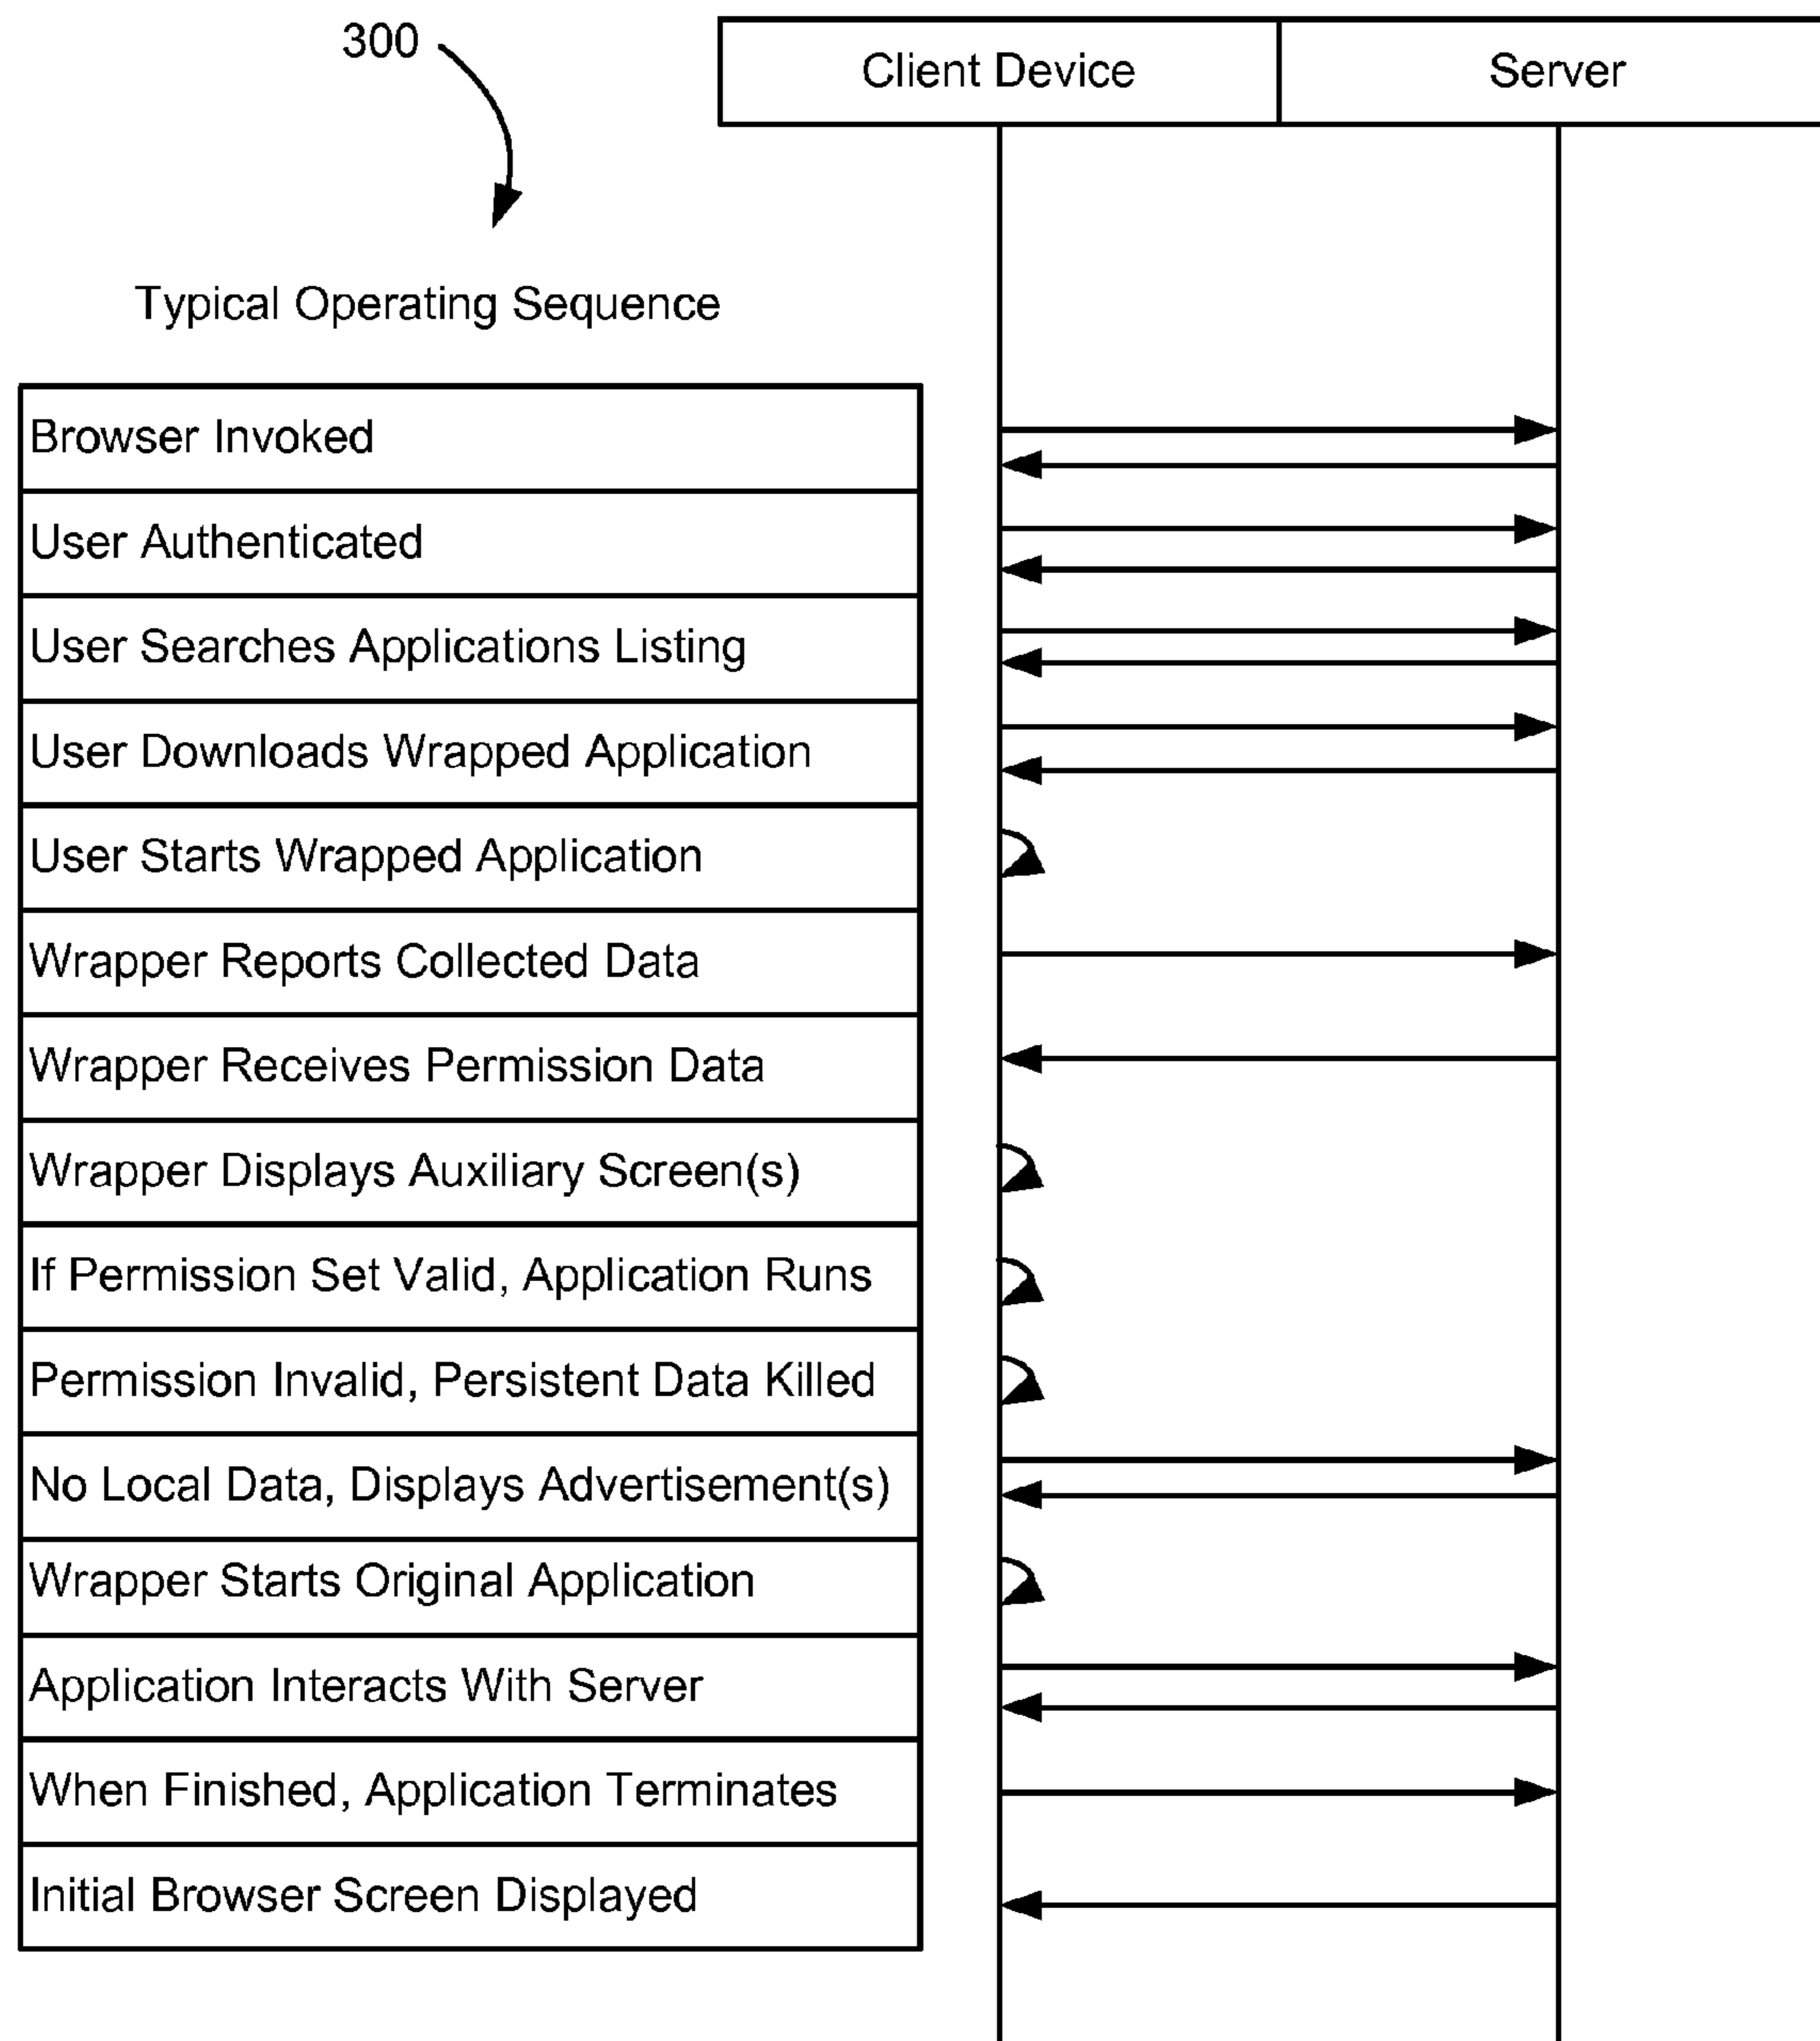 300
Client Device
Server
Typical Operating Sequence
Browser Invoked
User Authenticated
User Searches Applications Listing
User Downloads Wrapped Application
User Starts Wrapped Application
Wrapper Reports Collected Data
Wrapper Receives Permission Data
Wrapper Displays Auxiliary Screen(s)
If Permission Set Valid, Application Runs
Permission Invalid, Persistent Data Killed
No Local Data, Displays Advertisement(s)
Wrapper Starts Original Application
Application Interacts With Server
When Finished, Application Terminates
Initial Browser Screen Displayed